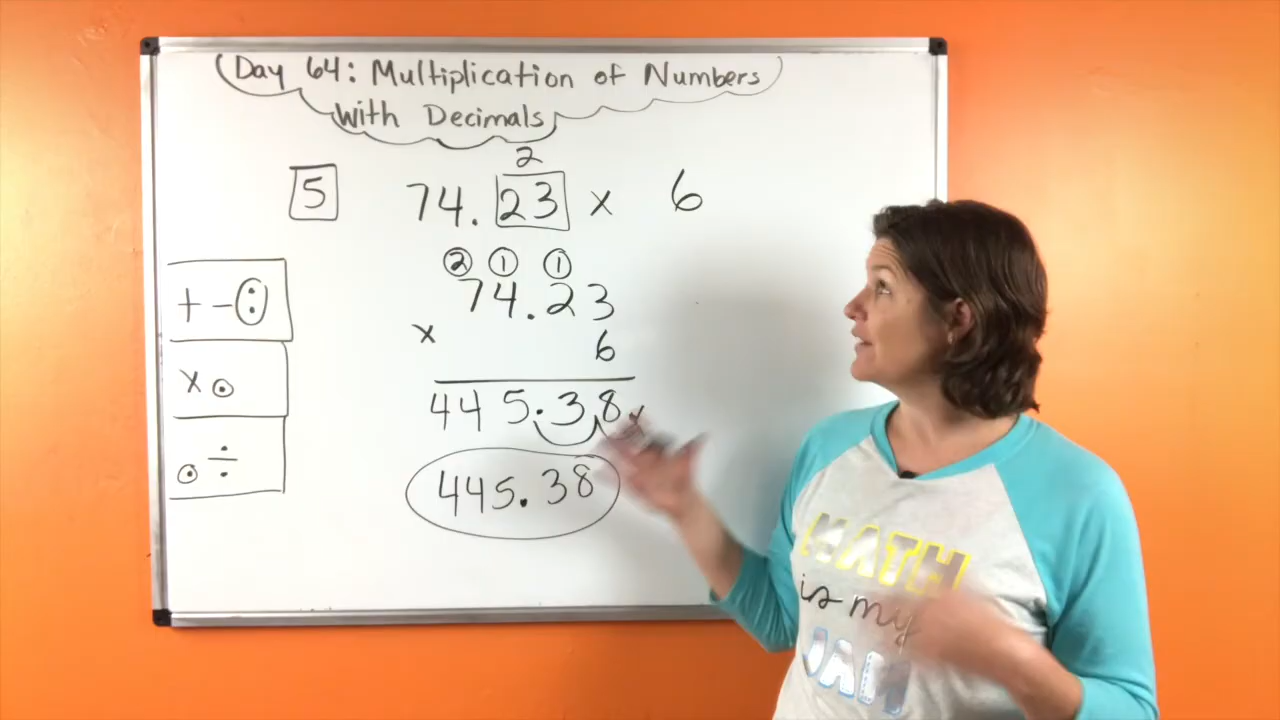 Day 64: Multiplication of Numbers
With Decimals
2
5 74.23 x 6
2 1 1
74.23
x 6
445.38
445.38
+ - :
x .
. ÷
MATH
is my
JAM